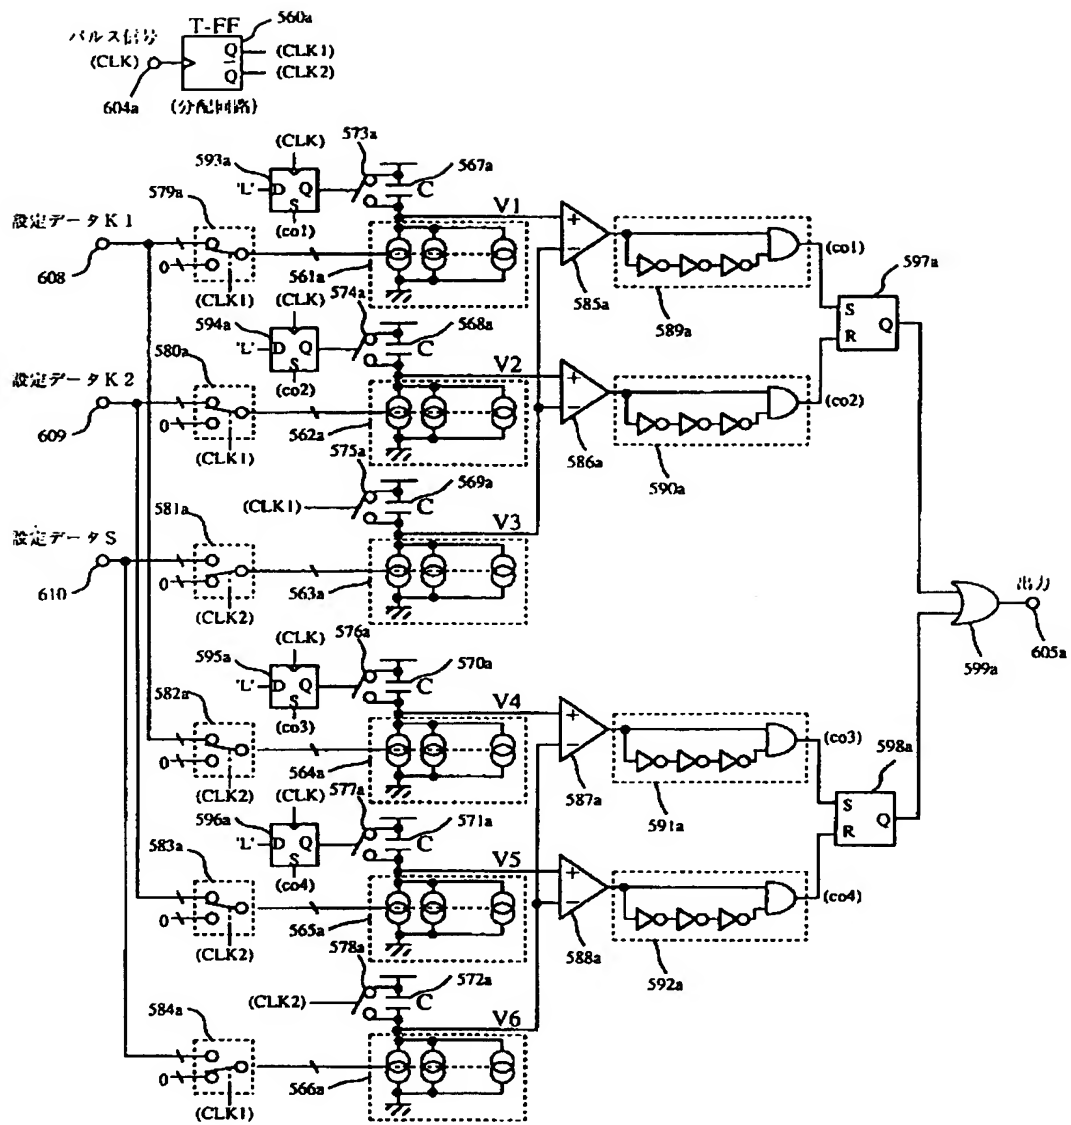 T-FF
560a
パルス信号
(CLK)
Q (CLK1)
Q (CLK2)
604a
(分配回路)
(CLK)
573a
593a
567a
579a
'L' D Q
S
C
設定データK1
(co1)
V1
608
0
(CLK1)
561a
+
−
585a
589a
(co1)
597a
S
R
Q
(CLK)
574a
594a
568a
580a
'L' D Q
S
C
設定データK2
(co2)
V2
609
0
(CLK1)
562a
+
−
586a
590a
(co2)
575a
569a
(CLK1)
C
581a
設定データS
V3
610
0
(CLK2)
563a
出力
605a
599a
(CLK)
576a
595a
570a
'L' D Q
S
C
582a
(co3)
V4
0
(CLK2)
564a
+
−
587a
591a
(co3)
598a
S
R
Q
(CLK)
577a
596a
571a
'L' D Q
S
C
583a
(co4)
V5
0
(CLK2)
565a
+
−
588a
592a
(co4)
578a
572a
(CLK2)
C
584a
V6
0
(CLK1)
566a